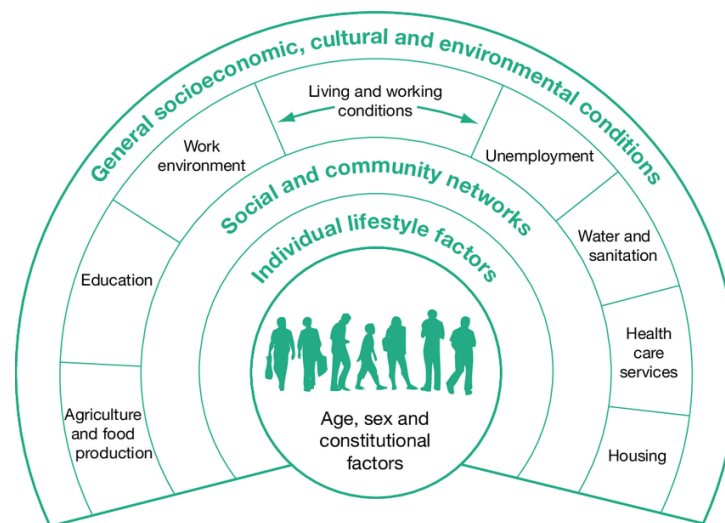 General socioeconomic, cultural and environmental conditions
Living and working
conditions
Work
environment
Unemployment
Social and community networks
Water and
sanitation
Education
Individual lifestyle factors
Health
care
services
Agriculture
and food
production
Housing
Age, sex and
constitutional
factors